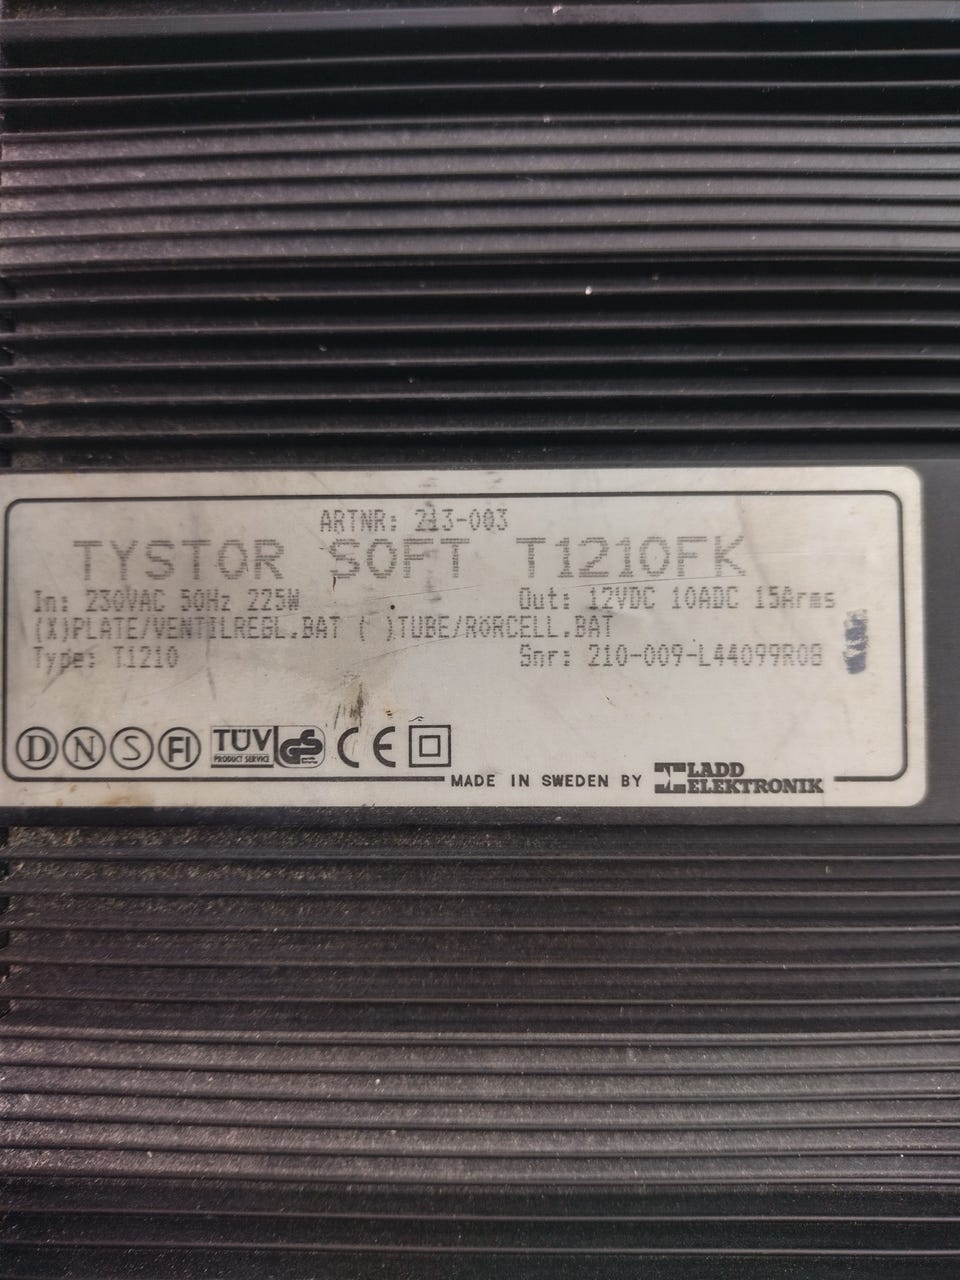 ARTNR: 213-003
TYSTOR SOFT T1210FK
In: 230VAC 50Hz 225W Out: 12VDC 10ADC 15Arms
(X)PLATE/VENTILREGL.BAT ( )TUBE/RÖRCELL.BAT
Type: T1210 Snr: 210-009-L44099R08
D N S FI TÜV PRODUCT SERVICE GS CE
MADE IN SWEDEN BY LADD ELEKTRONIK